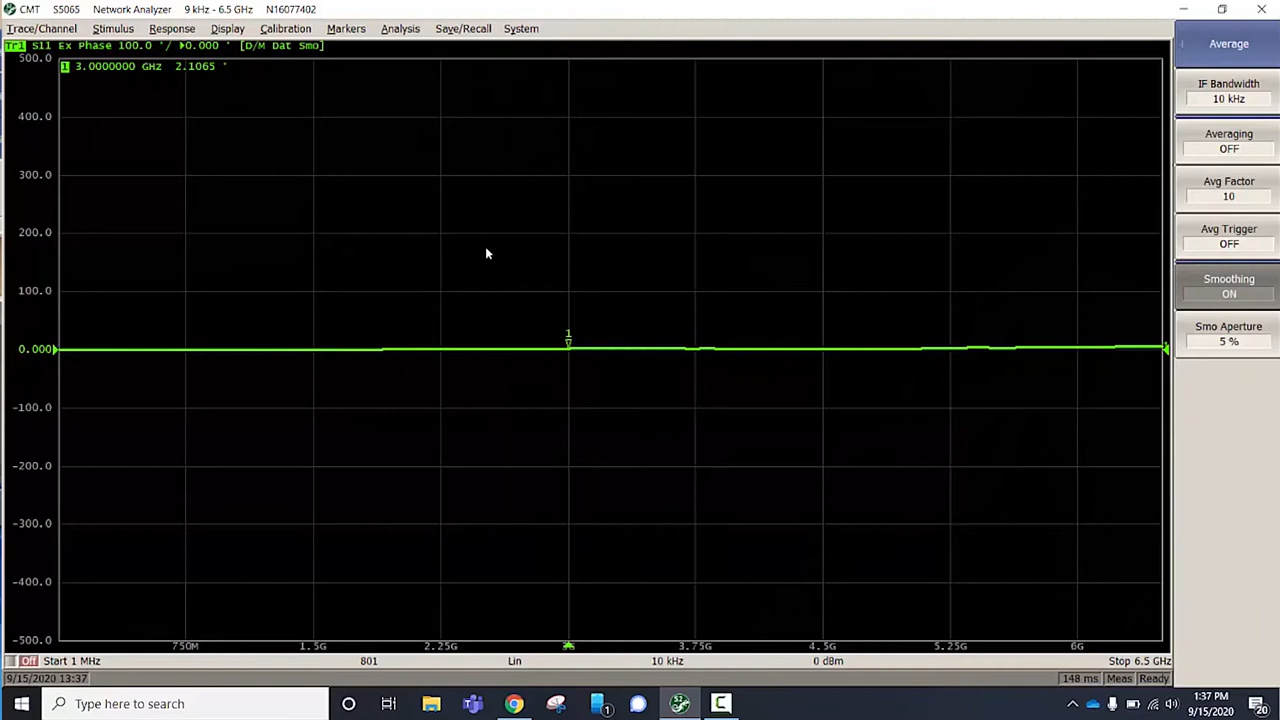 CMT S5065 Network Analyzer 9 kHz - 6.5 GHz N16077402
Trace/Channel Stimulus Response Display Calibration Markers Analysis Save/Recall System
Tr1 S11 Ex Phase 100.0 °/ ▶0.000 ° [D/M Dat Smo]
1 3.0000000 GHz 2.1065 °
500.0
400.0
300.0
200.0
100.0
0.000
-100.0
-200.0
-300.0
-400.0
-500.0
1
750M 1.5G 2.25G 3G 3.75G 4.5G 5.25G 6G
Off Start 1 MHz 801 Lin 10 kHz 0 dBm Stop 6.5 GHz
9/15/2020 13:37 148 ms Meas Ready
Average
IF Bandwidth
10 kHz
Averaging
OFF
Avg Factor
10
Avg Trigger
OFF
Smoothing
ON
Smo Aperture
5 %
Type here to search
1
1:37 PM
9/15/2020
20